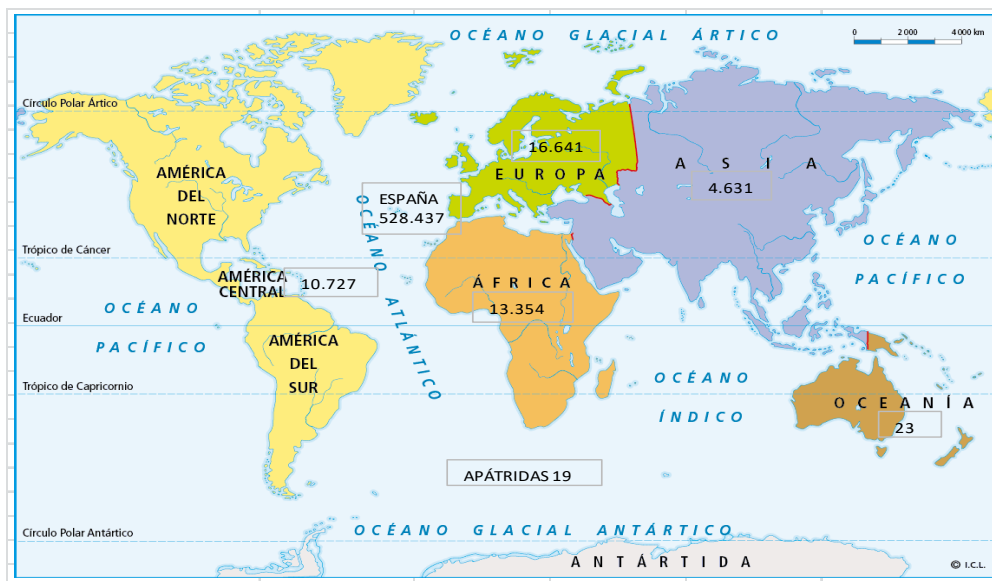 OCÉANO GLACIAL ÁRTICO
0 2 000 4 000 km
Círculo Polar Ártico
16.641
EUROPA
ASIA
4.631
AMÉRICA
DEL
NORTE
ESPAÑA
528.437
OCÉANO ATLÁNTICO
Trópico de Cáncer
OCÉANO
PACÍFICO
AMÉRICA
CENTRAL
10.727
ÁFRICA
13.354
OCÉANO
PACÍFICO
Ecuador
AMÉRICA
DEL
SUR
Trópico de Capricornio
OCÉANO
ÍNDICO
OCEANÍA
23
APÁTRIDAS 19
Círculo Polar Antártico
OCÉANO GLACIAL ANTÁRTICO
ANTÁRTIDA
© I.C.L.